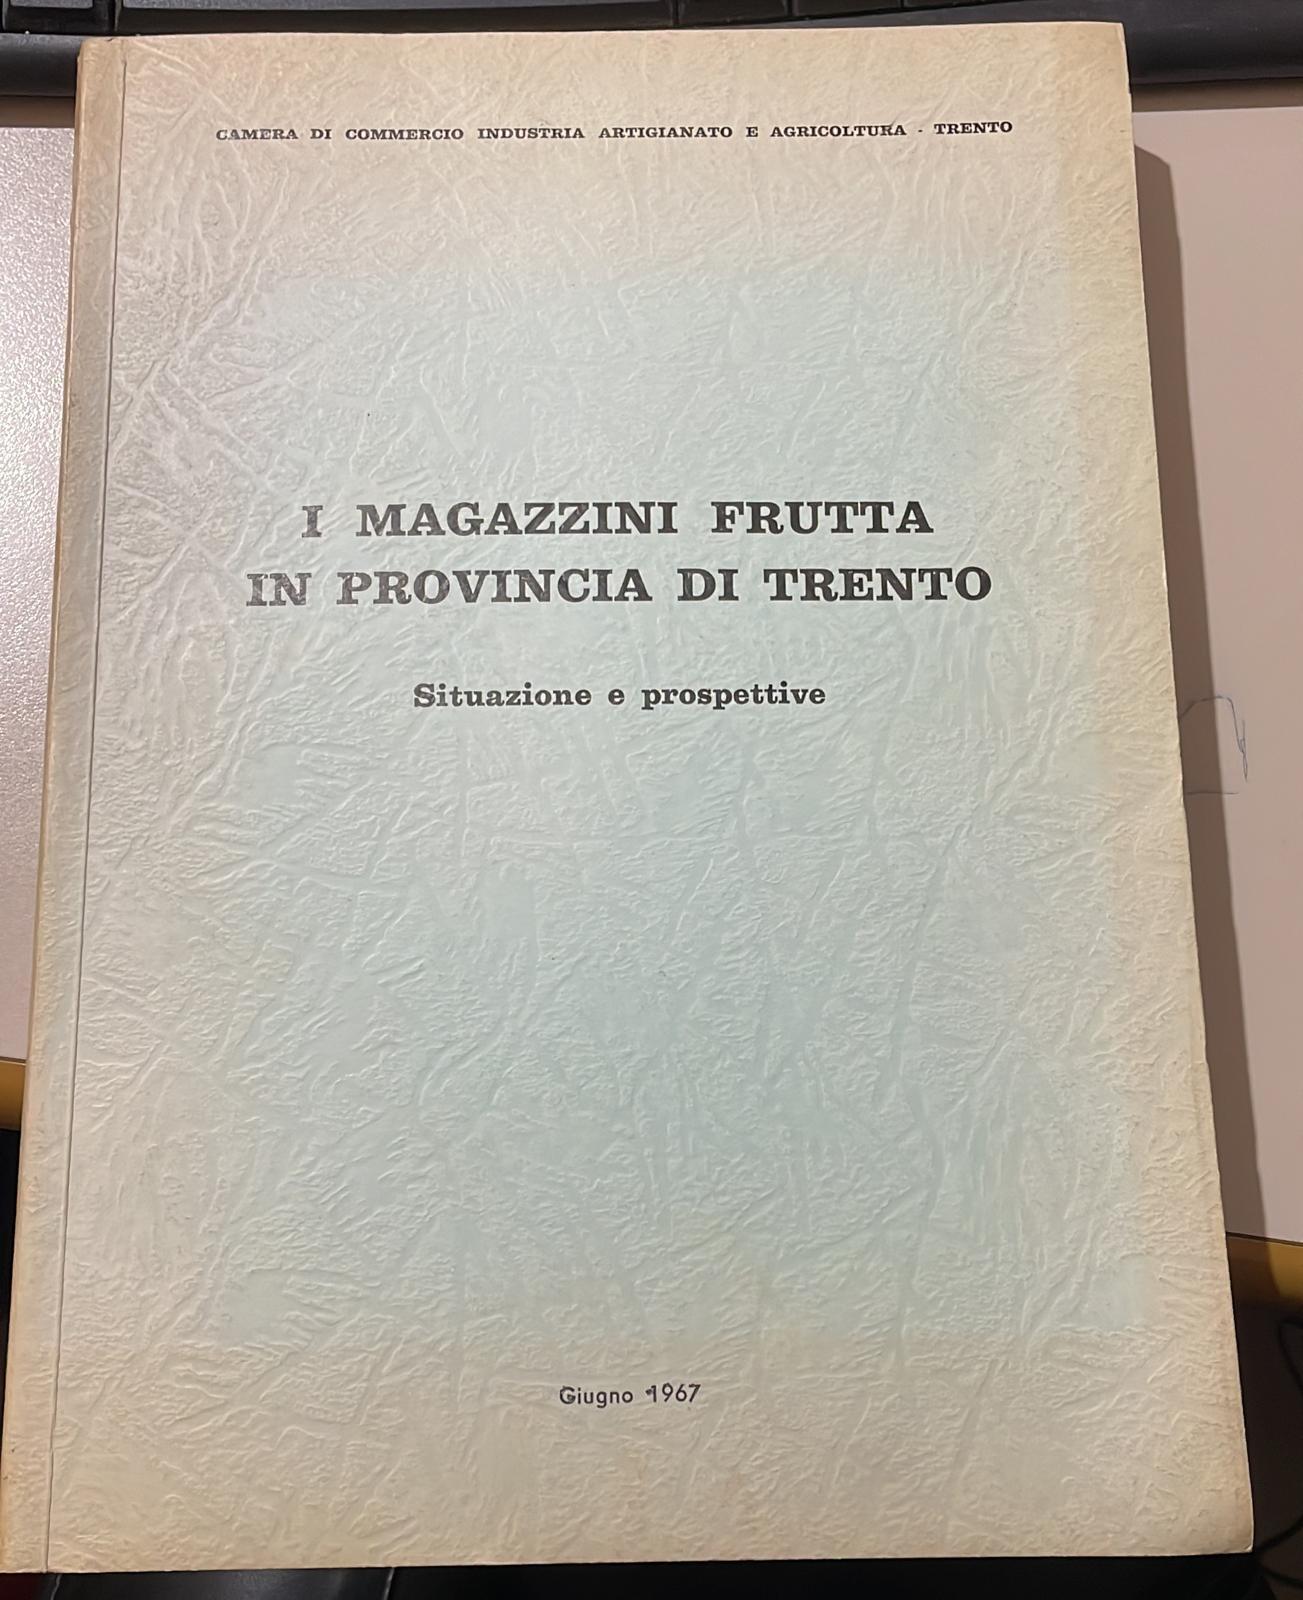 CAMERA DI COMMERCIO INDUSTRIA ARTIGIANATO E AGRICOLTURA - TRENTO
I MAGAZZINI FRUTTA
IN PROVINCIA DI TRENTO
Situazione e prospettive
Giugno 1967